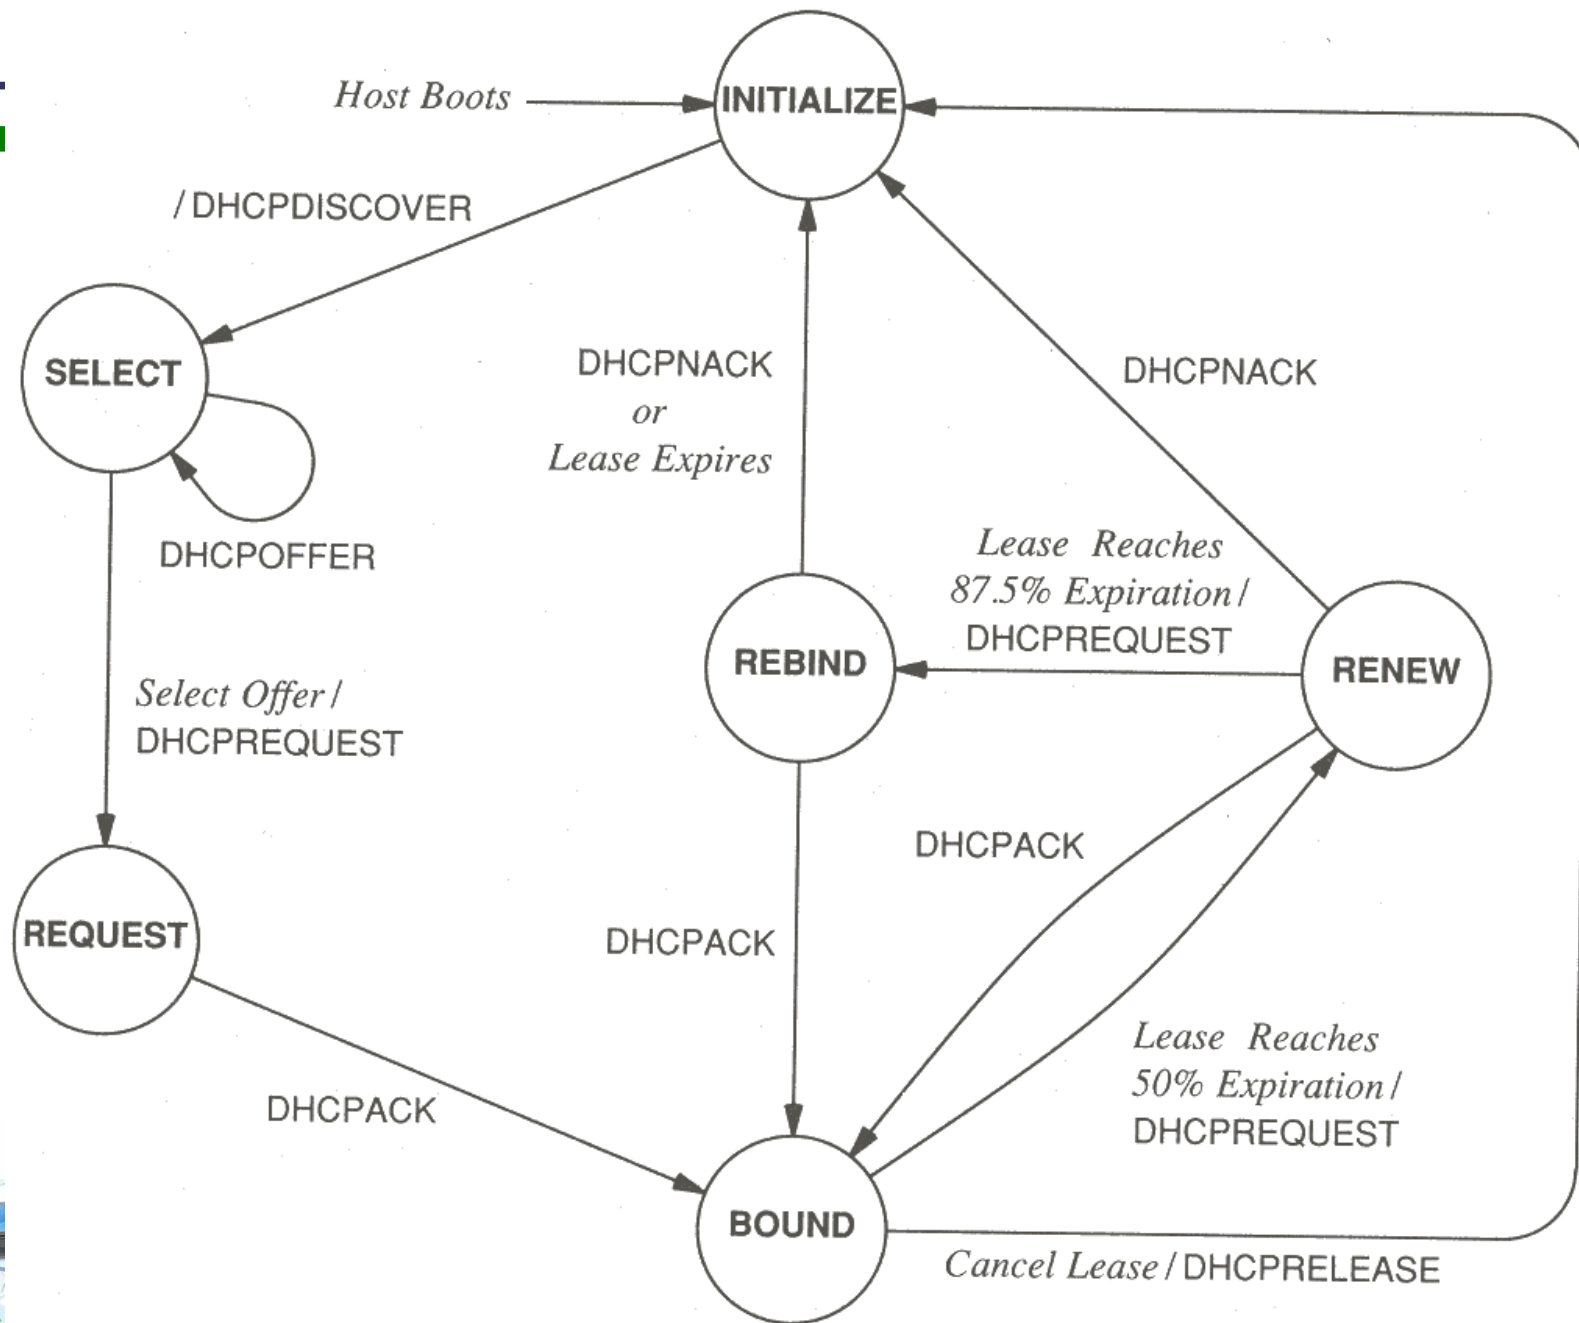 Host Boots
INITIALIZE
/ DHCPDISCOVER
SELECT
DHCPOFFER
DHCPNACK
or
Lease Expires
DHCPNACK
Lease Reaches
87.5% Expiration /
DHCPREQUEST
REBIND
RENEW
Select Offer /
DHCPREQUEST
DHCPACK
REQUEST
DHCPACK
Lease Reaches
50% Expiration /
DHCPREQUEST
DHCPACK
BOUND
Cancel Lease / DHCPRELEASE